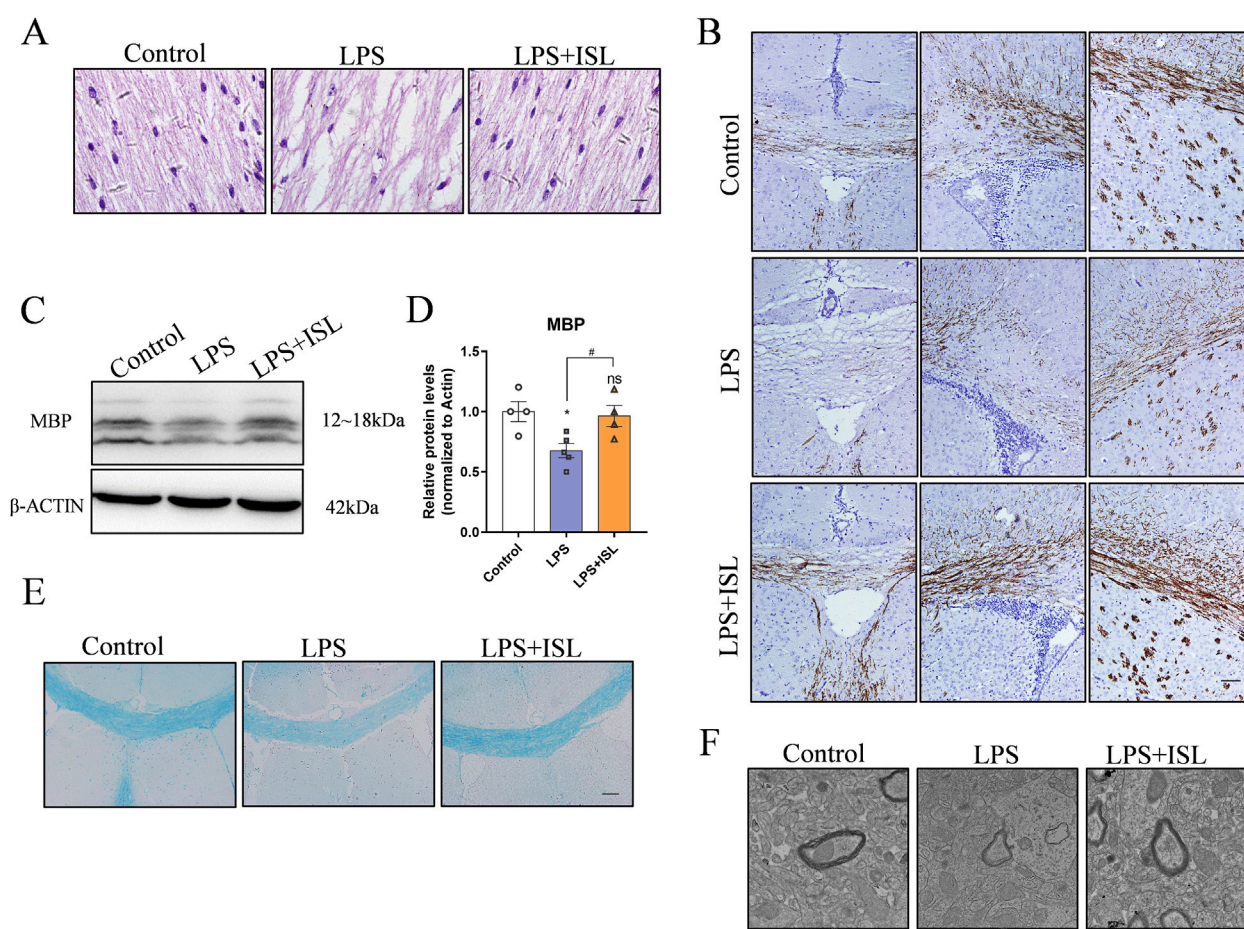 A
Control
LPS
LPS+ISL
B
Control
LPS
LPS+ISL
C
Control
LPS
LPS+ISL
MBP
12~18kDa
β-ACTIN
42kDa
D
MBP
Relative protein levels
(normalized to Actin)
1.5
1.0
0.5
0.0
*
#
ns
Control
LPS
LPS+ISL
E
Control
LPS
LPS+ISL
F
Control
LPS
LPS+ISL